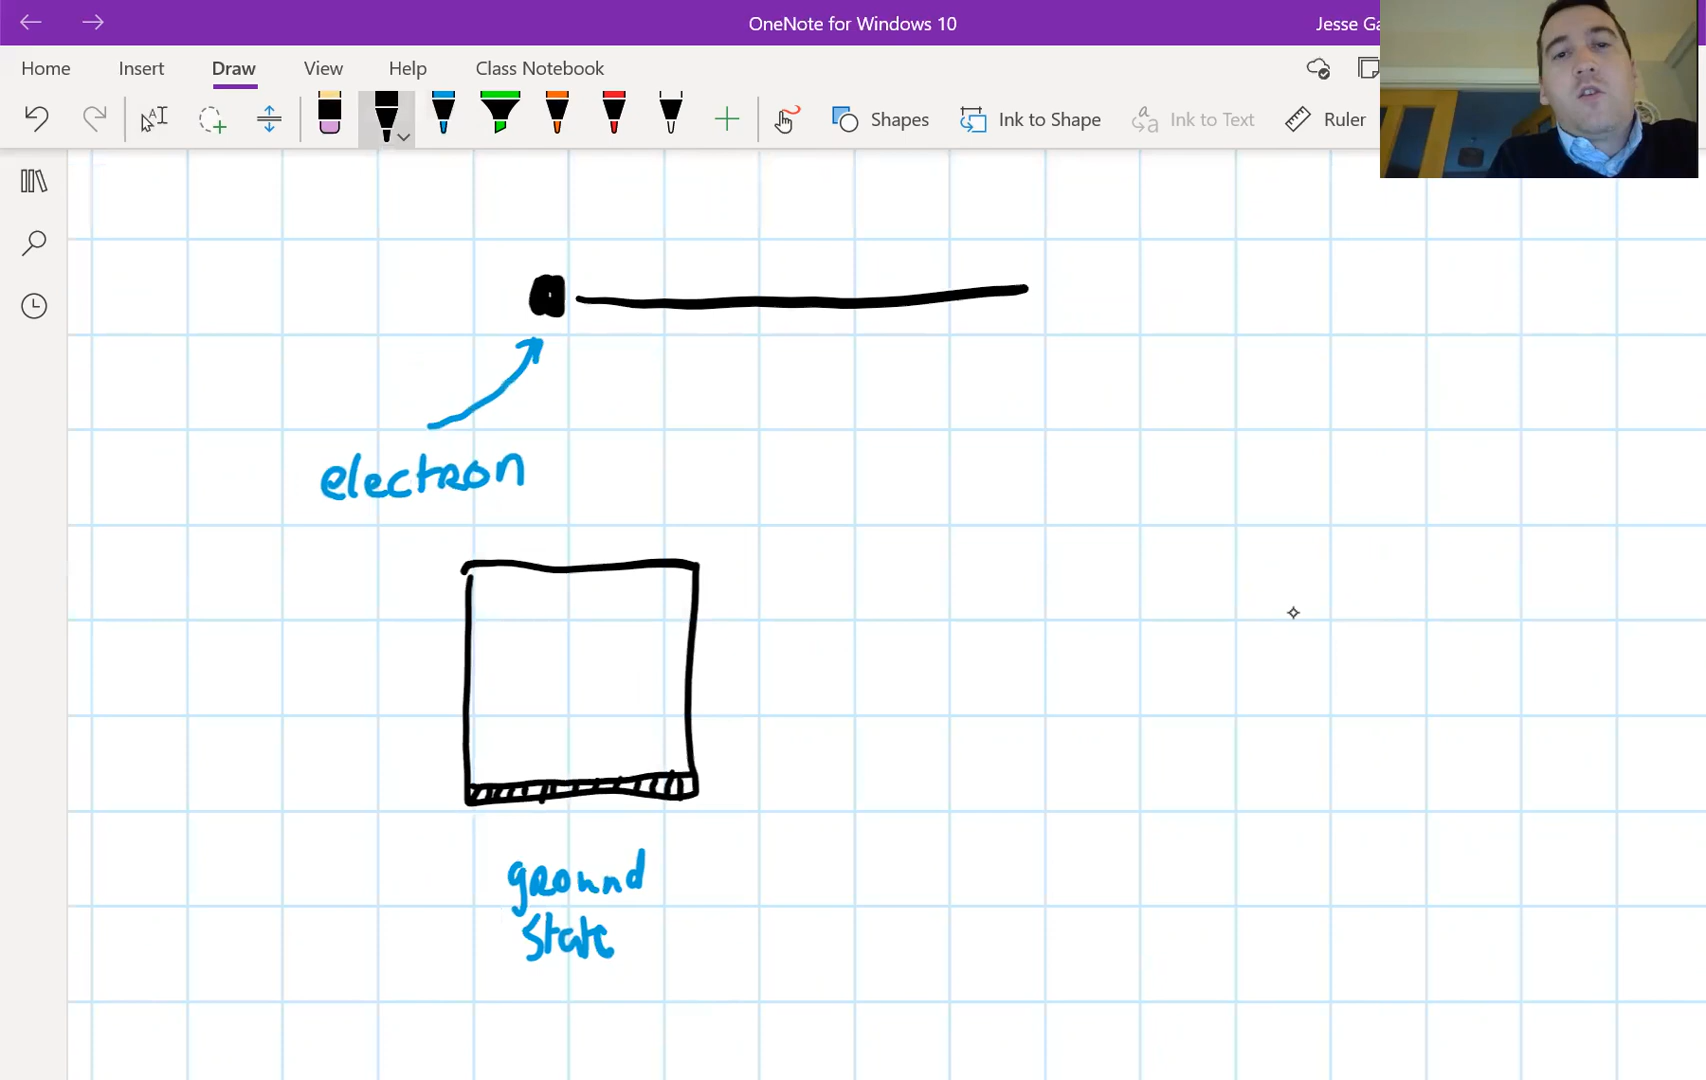 OneNote for Windows 10
Jesse Ga
Home Insert Draw View Help Class Notebook
Shapes Ink to Shape Ink to Text Ruler
electron
ground
state